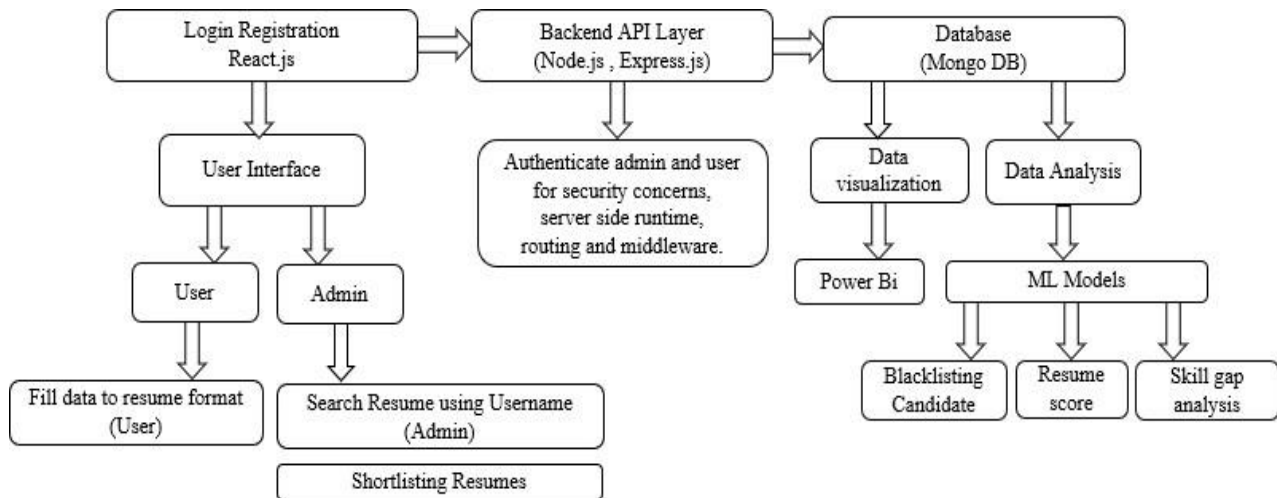 Login Registration
React.js
Backend API Layer
(Node.js , Express.js)
Database
(Mongo DB)
User Interface
Authenticate admin and user
for security concerns,
server side runtime,
routing and middleware.
Data
visualization
Data Analysis
User
Admin
Power Bi
ML Models
Fill data to resume format
(User)
Search Resume using Username
(Admin)
Blacklisting
Candidate
Resume
score
Skill gap
analysis
Shortlisting Resumes